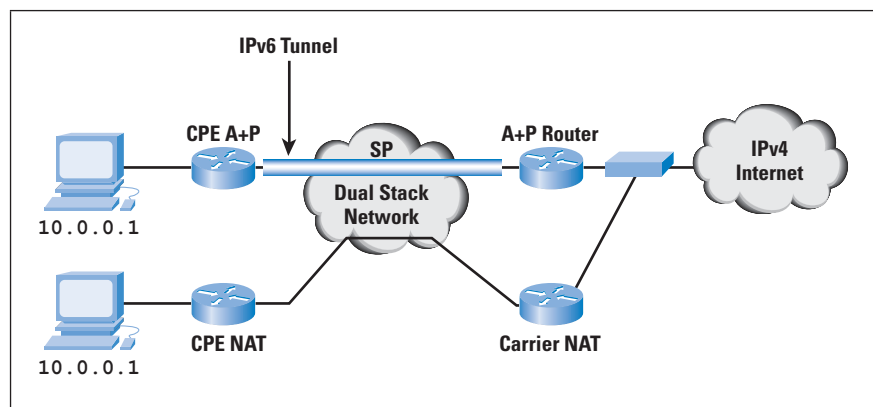 IPv6 Tunnel
CPE A+P
A+P Router
SP
Dual Stack
Network
IPv4
Internet
10.0.0.1
CPE NAT
Carrier NAT
10.0.0.1